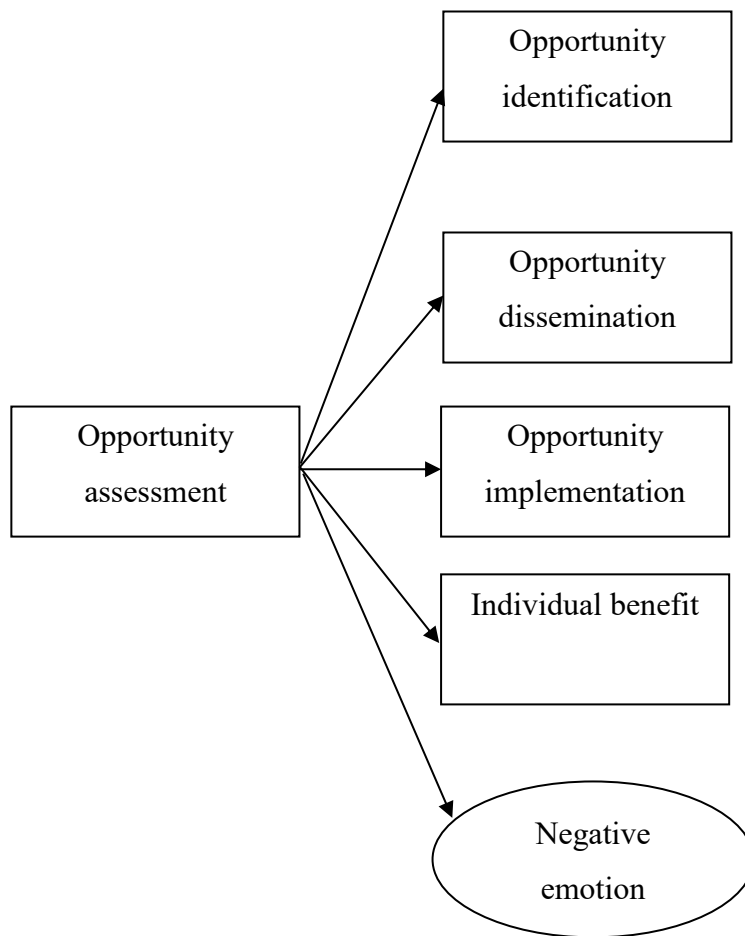 Opportunity
identification
Opportunity
dissemination
Opportunity
assessment
Opportunity
implementation
Individual benefit
Negative
emotion